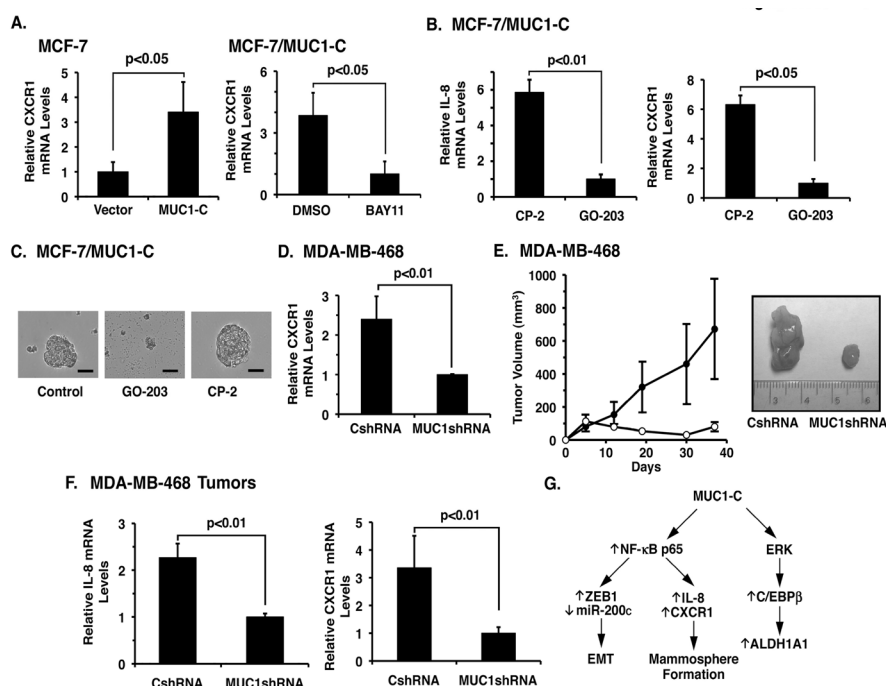 A.
MCF-7
Relative CXCR1
mRNA Levels
5
4
3
2
1
0
p<0.05
Vector
MUC1-C
MCF-7/MUC1-C
Relative CXCR1
mRNA Levels
6
4
2
0
p<0.05
DMSO
BAY11
B. MCF-7/MUC1-C
Relative IL-8
mRNA Levels
6
4
2
0
p<0.01
CP-2
GO-203
Relative CXCR1
mRNA Levels
8
6
4
2
0
p<0.05
CP-2
GO-203
C. MCF-7/MUC1-C
Control
GO-203
CP-2
D. MDA-MB-468
Relative CXCR1
mRNA Levels
3
2
1
0
p<0.01
CshRNA
MUC1shRNA
E. MDA-MB-468
Tumor Volume (mm³)
1000
800
600
400
200
0
0
10
20
30
40
Days
3
4
5
6
CshRNA
MUC1shRNA
F. MDA-MB-468 Tumors
Relative IL-8 mRNA
Levels
3
2
1
0
p<0.01
CshRNA
MUC1shRNA
Relative CXCR1 mRNA
Levels
5
4
3
2
1
0
p<0.01
CshRNA
MUC1shRNA
G.
MUC1-C
↑NF-κB p65
ERK
↑ZEB1
↓miR-200c
↑IL-8
↑CXCR1
↑C/EBPβ
EMT
Mammosphere
Formation
↑ALDH1A1